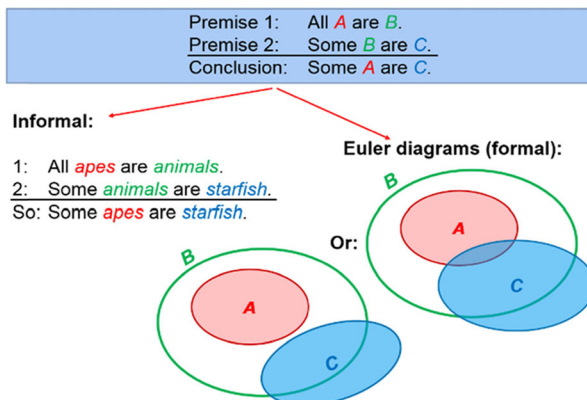 Premise 1: All A are B.
Premise 2: Some B are C.
Conclusion: Some A are C.
Informal:
1: All apes are animals.
2: Some animals are starfish.
So: Some apes are starfish.
Euler diagrams (formal):
B
A
C
Or:
B
A
C